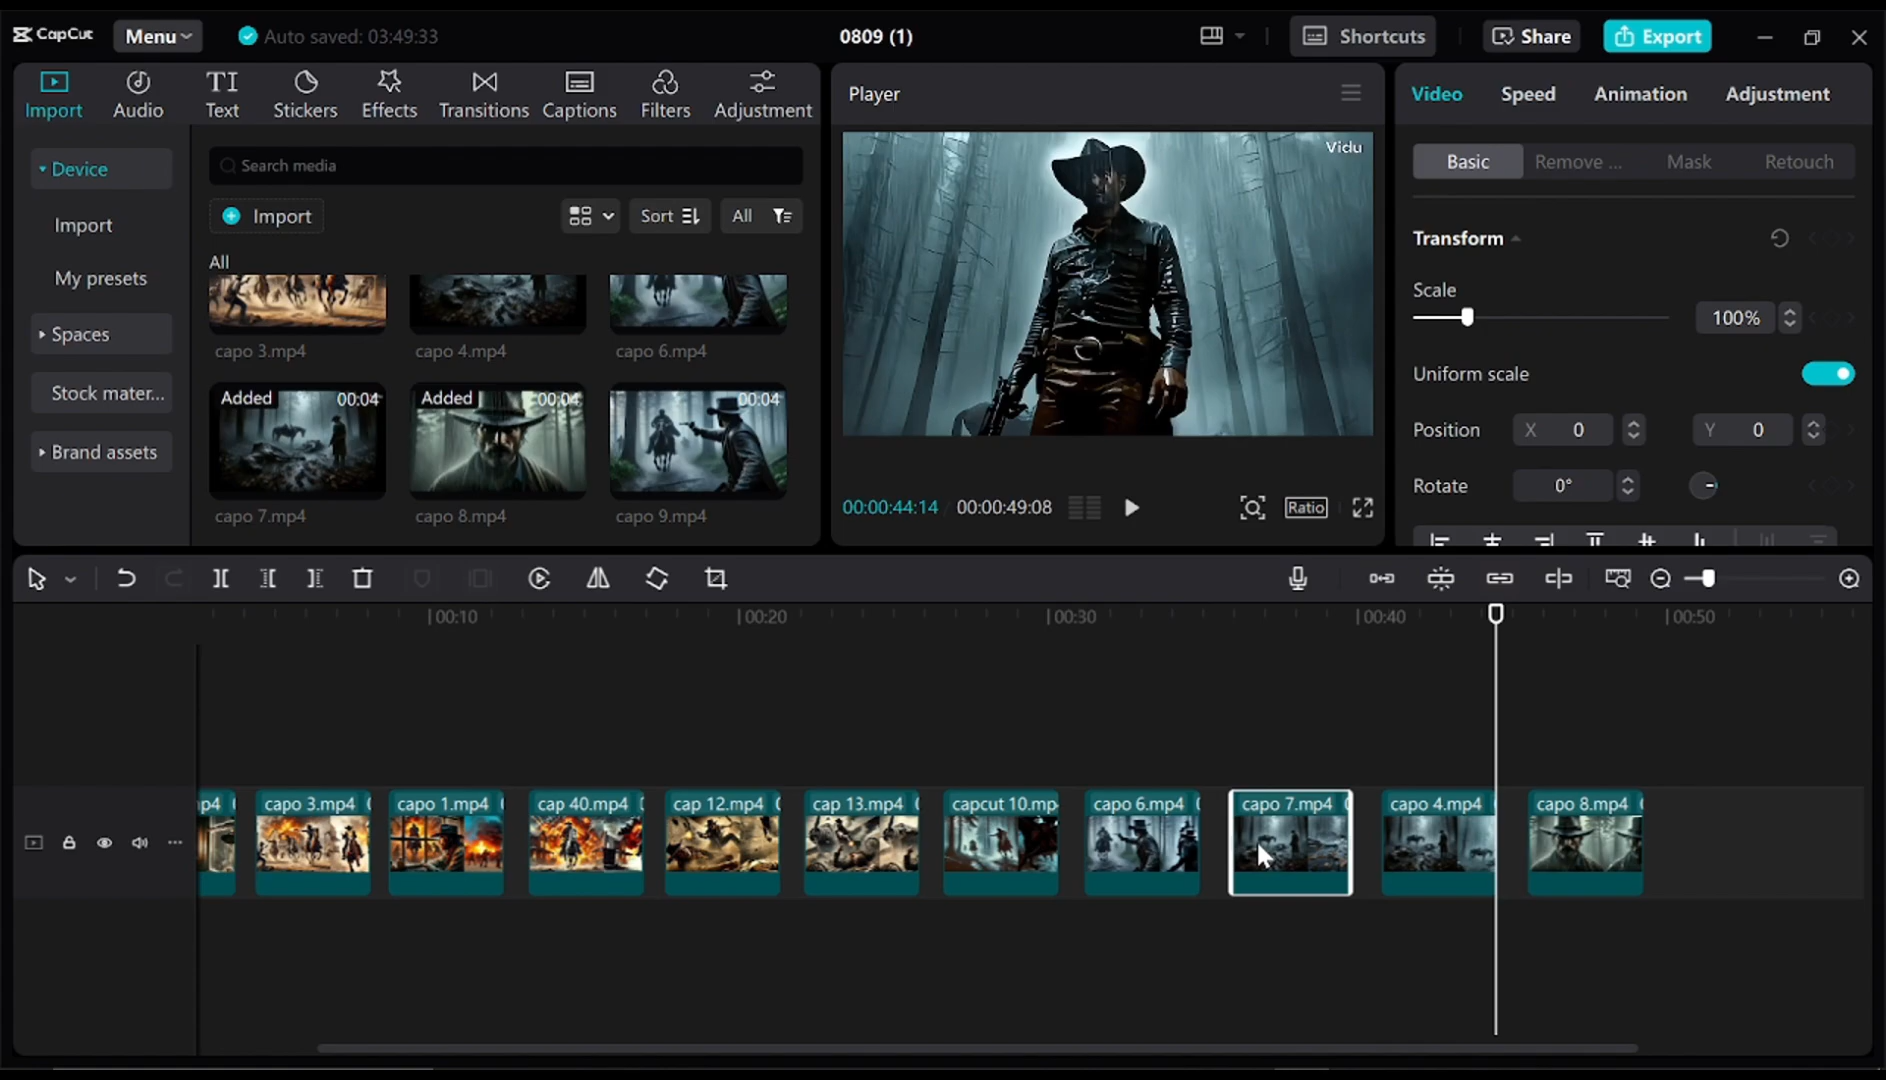 CapCut
Menu
Auto saved: 03:49:33
0809 (1)
Shortcuts
Share
Export
Import
Audio
TI
Text
Stickers
Effects
Transitions
Captions
Filters
Adjustment
Device
Import
My presets
Spaces
Stock mater...
Brand assets
Search media
Import
Sort
All
All
capo 3.mp4
capo 4.mp4
capo 6.mp4
Added
00:04
Added
00:04
00:04
capo 7.mp4
capo 8.mp4
capo 9.mp4
Player
Vidu
00:00:44:14 / 00:00:49:08
Ratio
Video
Speed
Animation
Adjustment
Basic
Remove ...
Mask
Retouch
Transform
Scale
100%
Uniform scale
Position
X 0
Y 0
Rotate
0°
00:10
00:20
00:30
00:40
00:50
p4
capo 3.mp4
capo 1.mp4
cap 40.mp4
cap 12.mp4
cap 13.mp4
capcut 10.mp
capo 6.mp4
capo 7.mp4
capo 4.mp4
capo 8.mp4